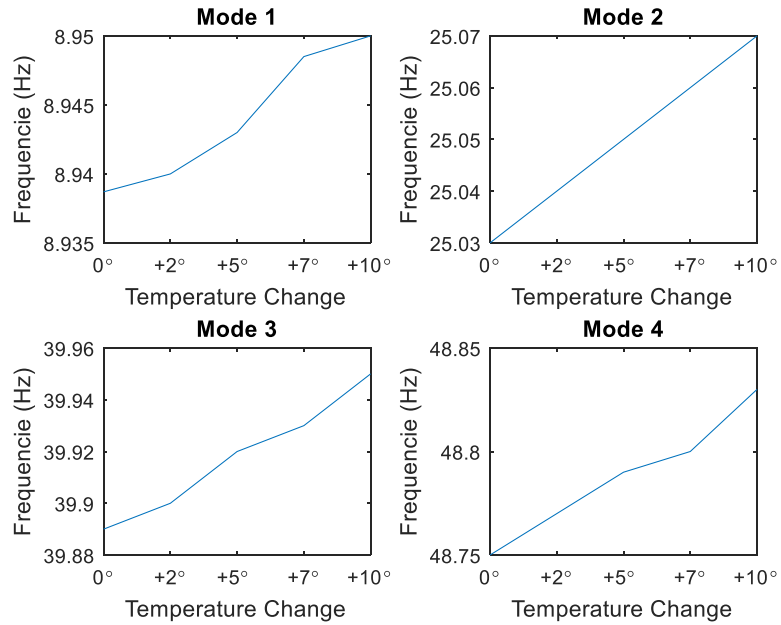 Mode 1
Frequencie (Hz)
8.95
8.945
8.94
8.935
0° +2° +5° +7° +10°
Temperature Change
Mode 2
Frequencie (Hz)
25.07
25.06
25.05
25.04
25.03
0° +2° +5° +7° +10°
Temperature Change
Mode 3
Frequencie (Hz)
39.96
39.94
39.92
39.9
39.88
0° +2° +5° +7° +10°
Temperature Change
Mode 4
Frequencie (Hz)
48.85
48.8
48.75
0° +2° +5° +7° +10°
Temperature Change